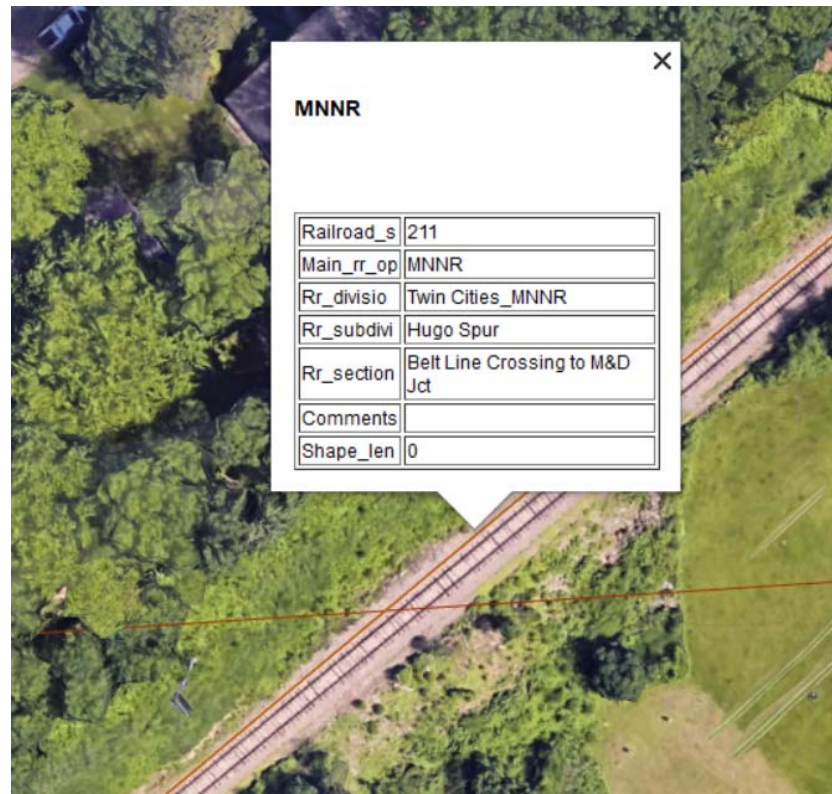 MNNR
Railroad_s 211
Main_rr_op MNNR
Rr_divisio Twin Cities_MNNR
Rr_subdivi Hugo Spur
Rr_section Belt Line Crossing to M&D
Jct
Comments
Shape_len 0